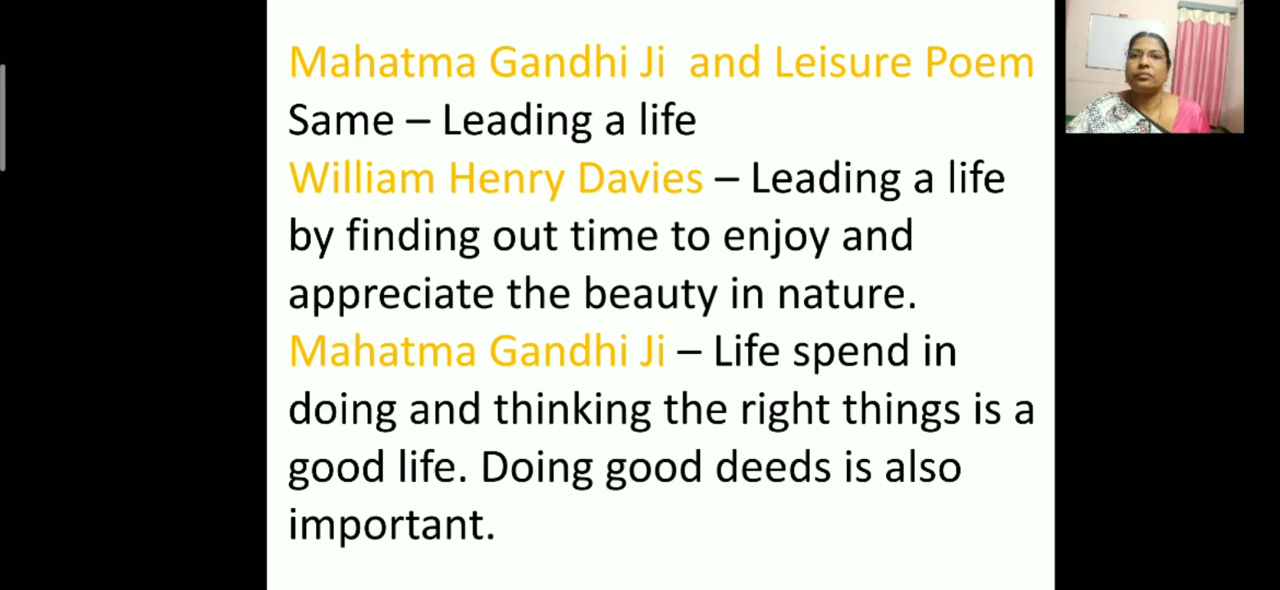 Mahatma Gandhi Ji and Leisure Poem
Same – Leading a life
William Henry Davies – Leading a life
by finding out time to enjoy and
appreciate the beauty in nature.
Mahatma Gandhi Ji – Life spend in
doing and thinking the right things is a
good life. Doing good deeds is also
important.